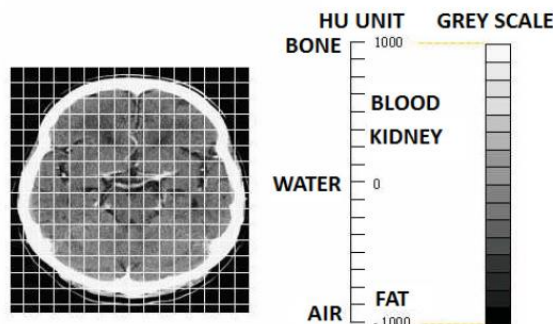 HU UNIT GREY SCALE
BONE 1000
BLOOD
KIDNEY
WATER 0
FAT
AIR -1000